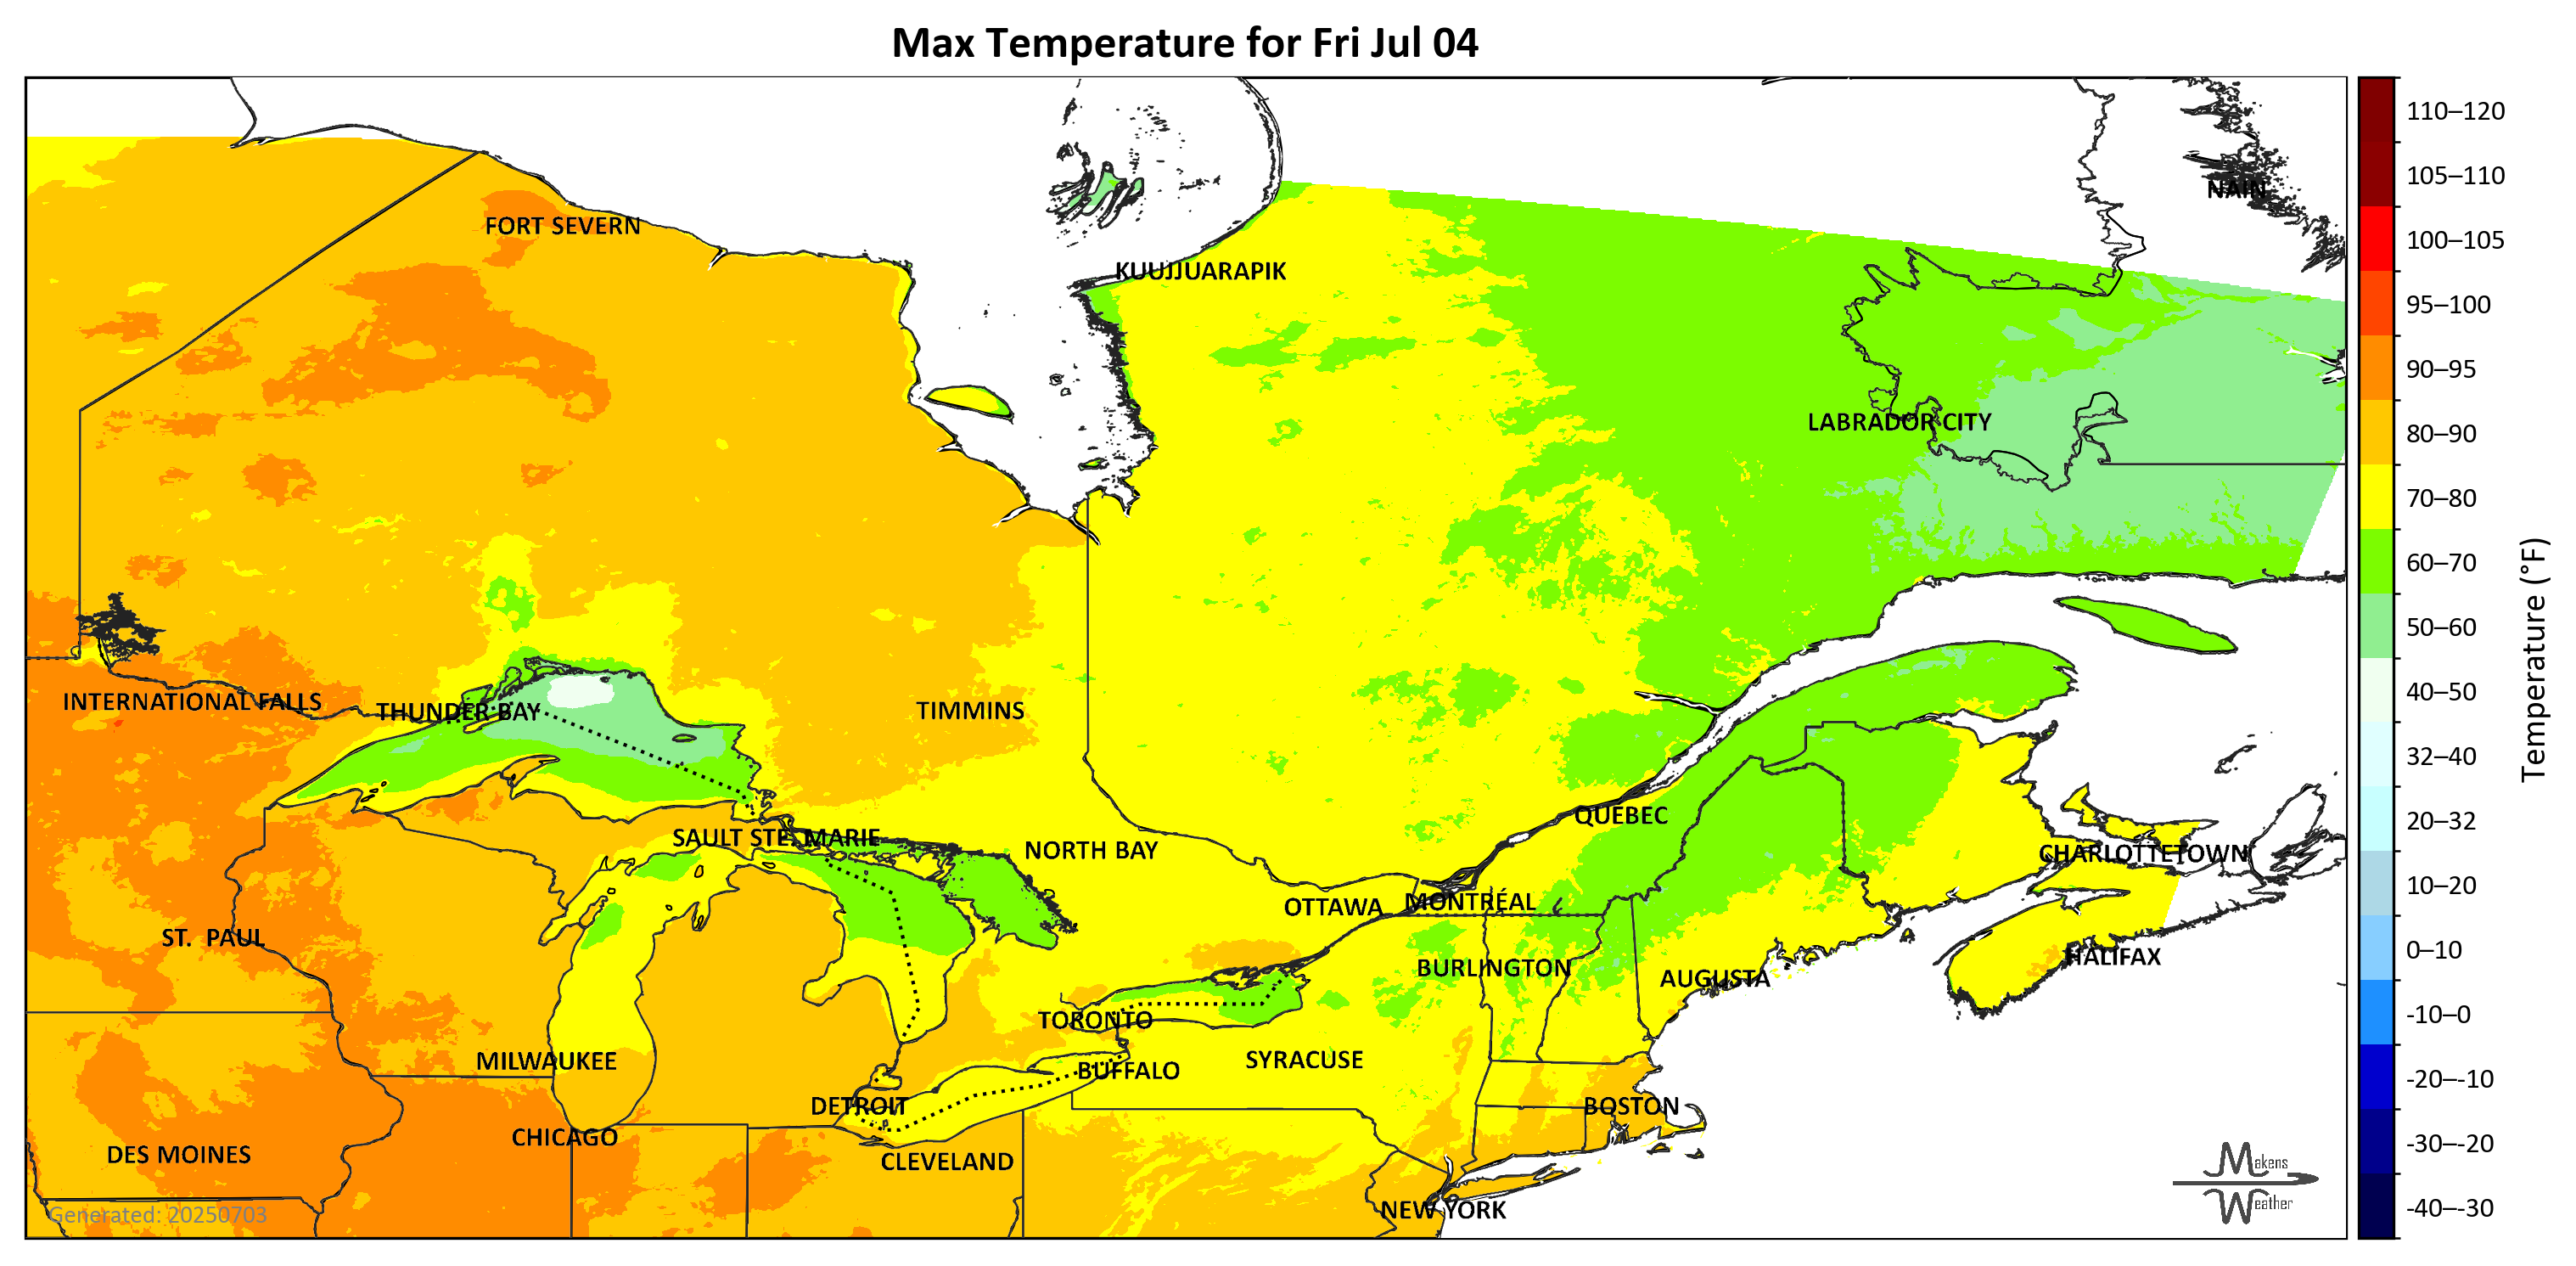 Max Temperature for Fri Jul 04
110–120
105–110
NAIN
FORT SEVERN
100–105
KUUJJUARAPIK
95–100
90–95
LABRADOR CITY
80–90
70–80
60–70
50–60
Temperature (°F)
INTERNATIONAL FALLS
THUNDER BAY
TIMMINS
40–50
32–40
QUÉBEC
20–32
SAULT STE. MARIE
NORTH BAY
CHARLOTTETOWN
10–20
OTTAWA
MONTRÉAL
ST. PAUL
0–10
HALIFAX
BURLINGTON
AUGUSTA
-10–0
TORONTO
MILWAUKEE
SYRACUSE
BUFFALO
-20–-10
DETROIT
BOSTON
CHICAGO
-30–-20
DES MOINES
CLEVELAND
Makens
Weather
-40–-30
NEW YORK
Generated: 20250703